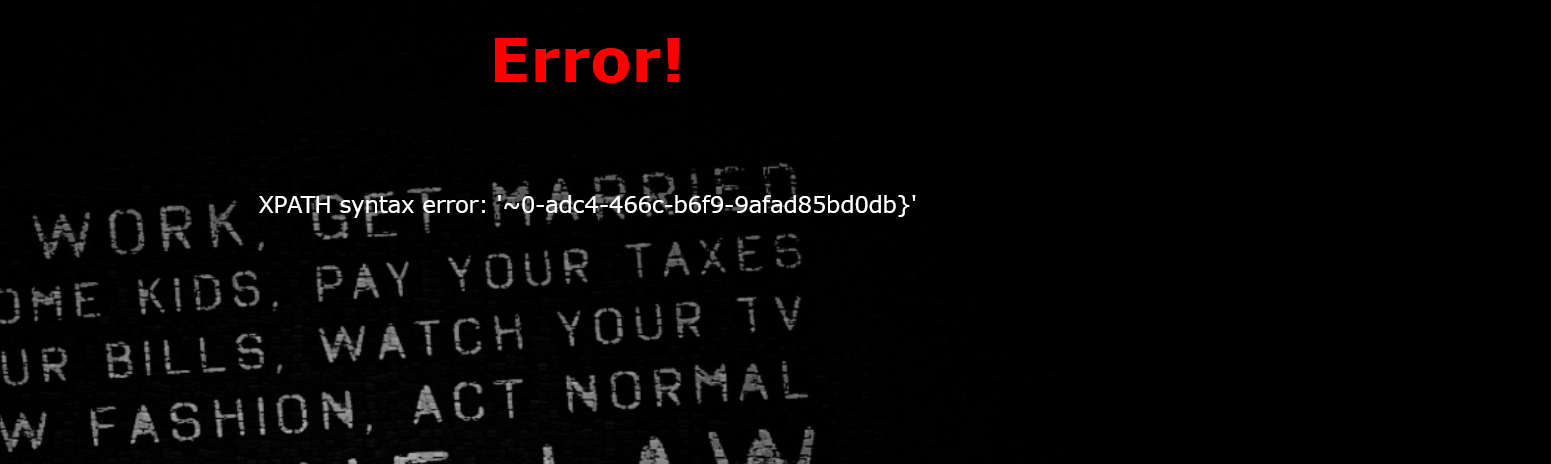 Error!
WORK, GET MARRIED
XPATH syntax error: '~0-adc4-466c-b6f9-9afad85bd0db}'
OME KIDS, PAY YOUR TAXES
UR BILLS, WATCH YOUR TV
W FASHION, ACT NORMAL
LAW